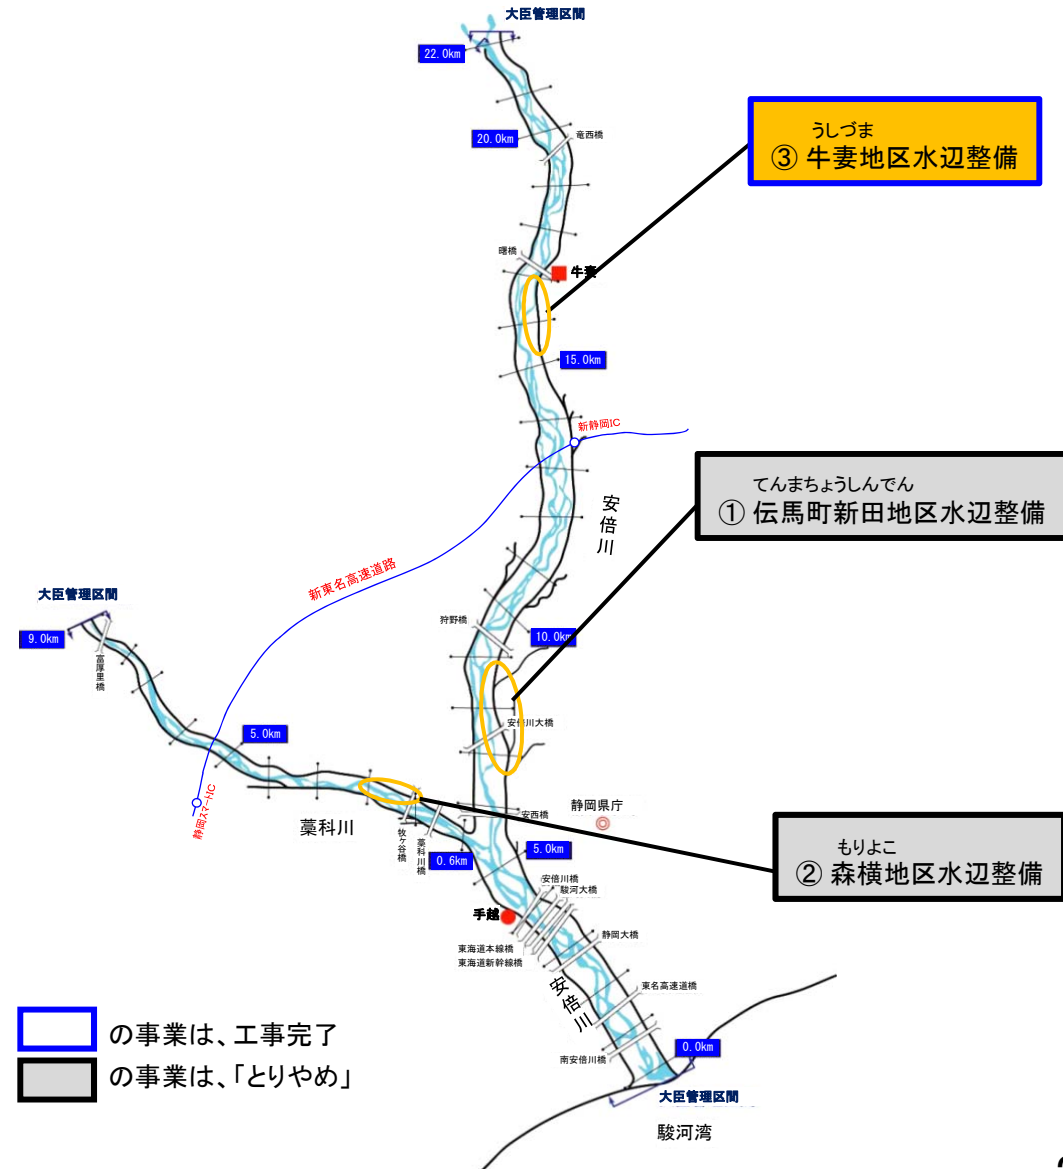 大臣管理区間
22.0km
20.0km
竜西橋
うしづま
③ 牛妻地区水辺整備
曙橋
牛妻
15.0km
新静岡IC
てんまちょうしんでん
① 伝馬町新田地区水辺整備
安倍川
新東名高速道路
大臣管理区間
9.0km
富厚里橋
狩野橋
10.0km
安倍川大橋
5.0km
静岡スマートIC
藁科川
牧ヶ谷橋
藁科川橋
0.6km
安西橋
静岡県庁
5.0km
もりよこ
② 森横地区水辺整備
安倍川橋
駿河大橋
手越
静岡大橋
東海道本線橋
東海道新幹線橋
安倍川
東名高速道橋
南安倍川橋
0.0km
の事業は、工事完了
の事業は、「とりやめ」
大臣管理区間
駿河湾